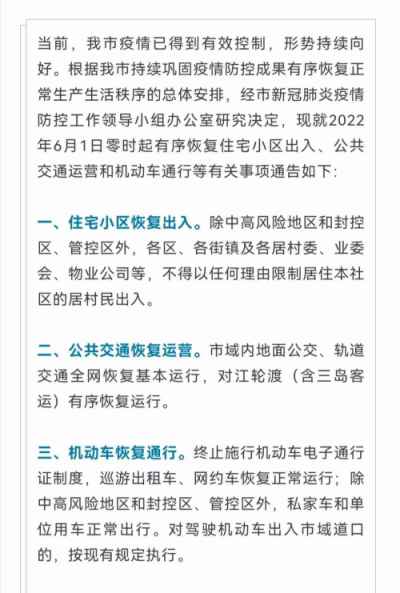 当前，我市疫情已得到有效控制，形势持续向
好。根据我市持续巩固疫情防控成果有序恢复正
常生产生活秩序的总体安排，经市新冠肺炎疫情
防控工作领导小组办公室研究决定，现就2022
年6月1日零时起有序恢复住宅小区出入、公共
交通运营和机动车通行等有关事项通告如下：
一、住宅小区恢复出入。除中高风险地区和封控
区、管控区外，各区、各街镇及各居村委、业委
会、物业公司等，不得以任何理由限制居住本社
区的居村民出入。
二、公共交通恢复运营。市域内地面公交、轨道
交通全网恢复基本运行，对江轮渡（含三岛客
运）有序恢复运行。
三、机动车恢复通行。终止施行机动车电子通行
证制度，巡游出租车、网约车恢复正常运行；除
中高风险地区和封控区、管控区外，私家车和单
位用车正常出行。对驾驶机动车出入市域道口
的，按现有规定执行。